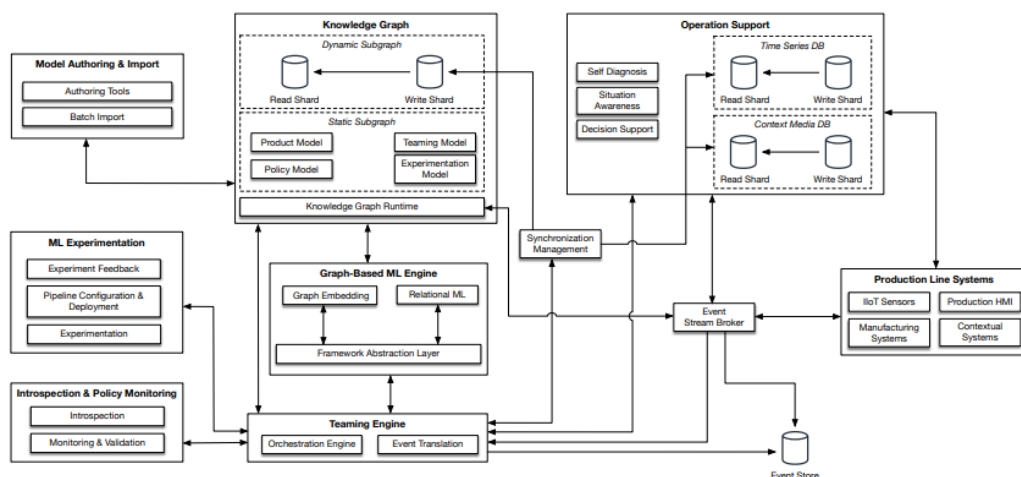 Knowledge Graph
Dynamic Subgraph
Read Shard
Write Shard
Static Subgraph
Product Model
Teaming Model
Policy Model
Experimentation
Model
Knowledge Graph Runtime
Operation Support
Self Diagnosis
Situation
Awareness
Decision Support
Time Series DB
Read Shard
Write Shard
Context Media DB
Read Shard
Write Shard
Model Authoring & Import
Authoring Tools
Batch Import
ML Experimentation
Experiment Feedback
Pipeline Configuration &
Deployment
Experimentation
Graph-Based ML Engine
Graph Embedding
Relational ML
Framework Abstraction Layer
Synchronization
Management
Event
Stream Broker
Production Line Systems
IIoT Sensors
Production HMI
Manufacturing
Systems
Contextual
Systems
Introspection & Policy Monitoring
Introspection
Monitoring & Validation
Teaming Engine
Orchestration Engine
Event Translation
Event Store